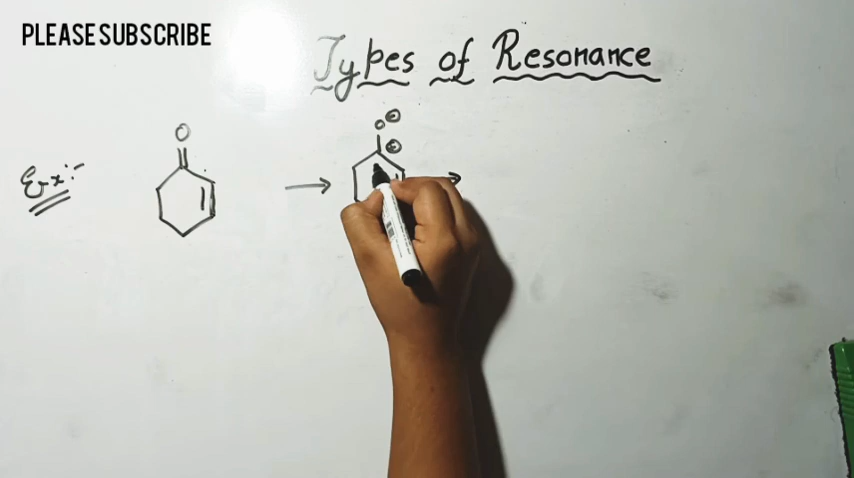 PLEASE SUBSCRIBE
Types of Resonance
Ex:-
O
O ⊖
⊕